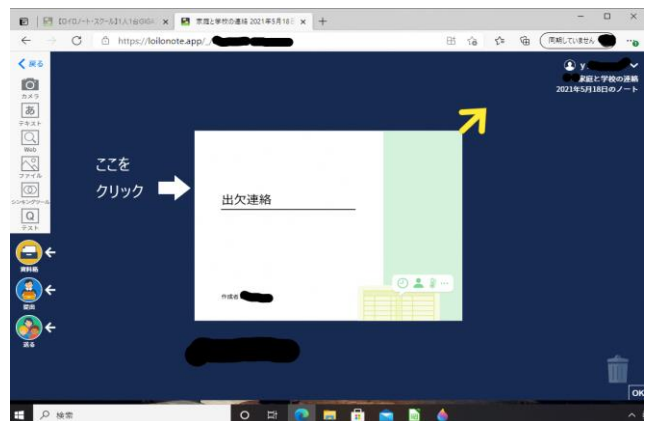 【ロイロノート・スクール】1人1台GIGA
家庭と学校の連絡 2021年5月18日
https://loilonote.app/_/
同期していません
戻る
カメラ
あ
テキスト
Web
ファイル
シンキングツール
Q
テスト
資料箱
提出
送る
y
家庭と学校の連絡
2021年5月18日のノート
ここを
クリック
出欠連絡
作成者
OK
検索